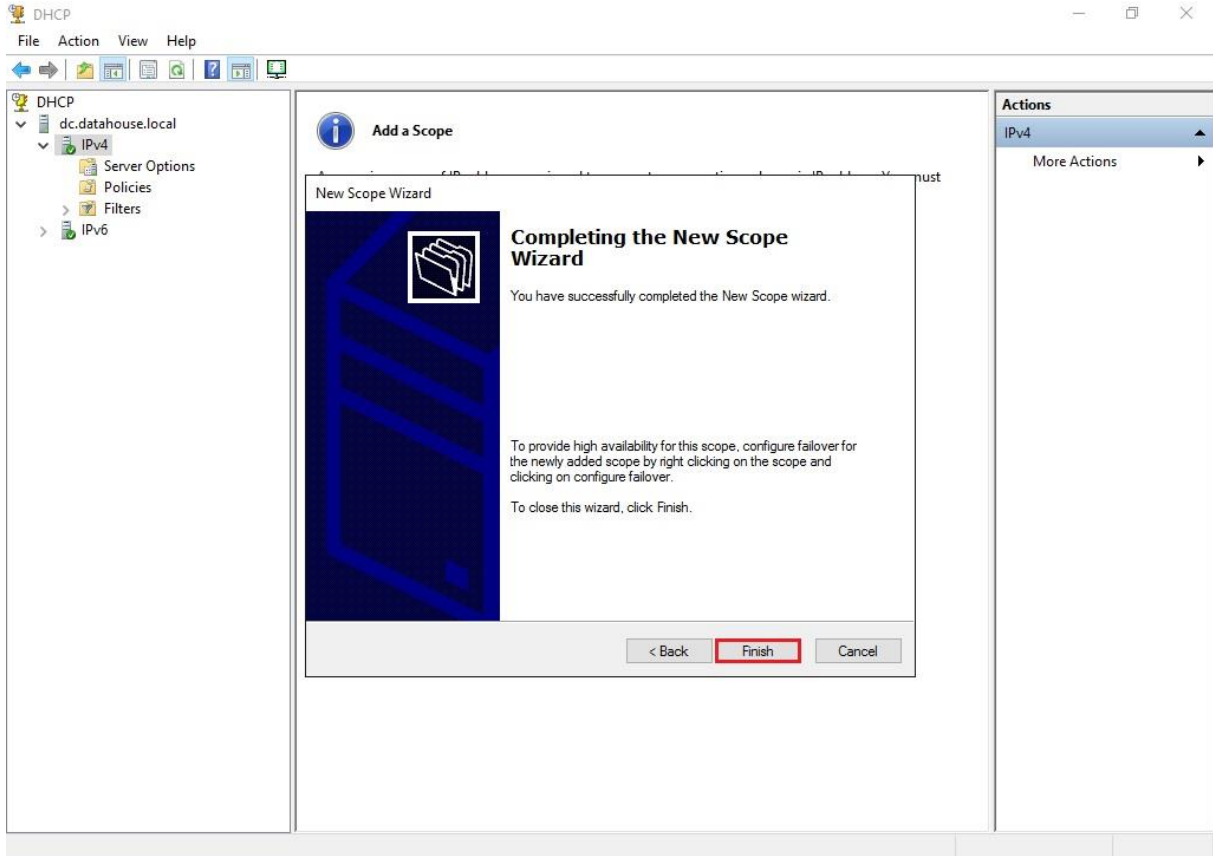 DHCP
File Action View Help
DHCP
dc.datahouse.local
IPv4
Server Options
Policies
Filters
IPv6
Add a Scope
must
New Scope Wizard
Completing the New Scope
Wizard
You have successfully completed the New Scope wizard.
To provide high availability for this scope, configure failover for
the newly added scope by right clicking on the scope and
clicking on configure failover.
To close this wizard, click Finish.
< Back Finish Cancel
Actions
IPv4
More Actions